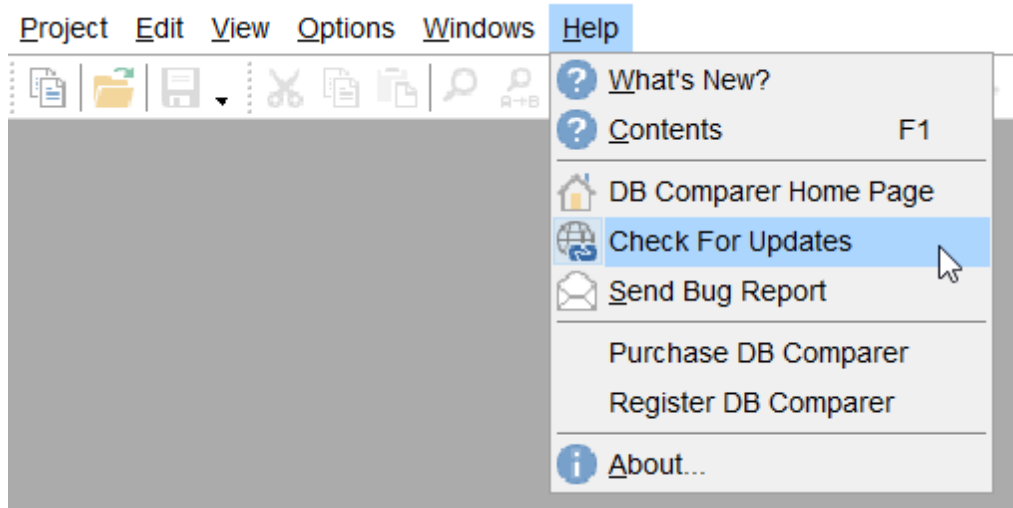 Project Edit View Options Windows Help
A→B
What's New?
Contents F1
DB Comparer Home Page
Check For Updates
Send Bug Report
Purchase DB Comparer
Register DB Comparer
About...